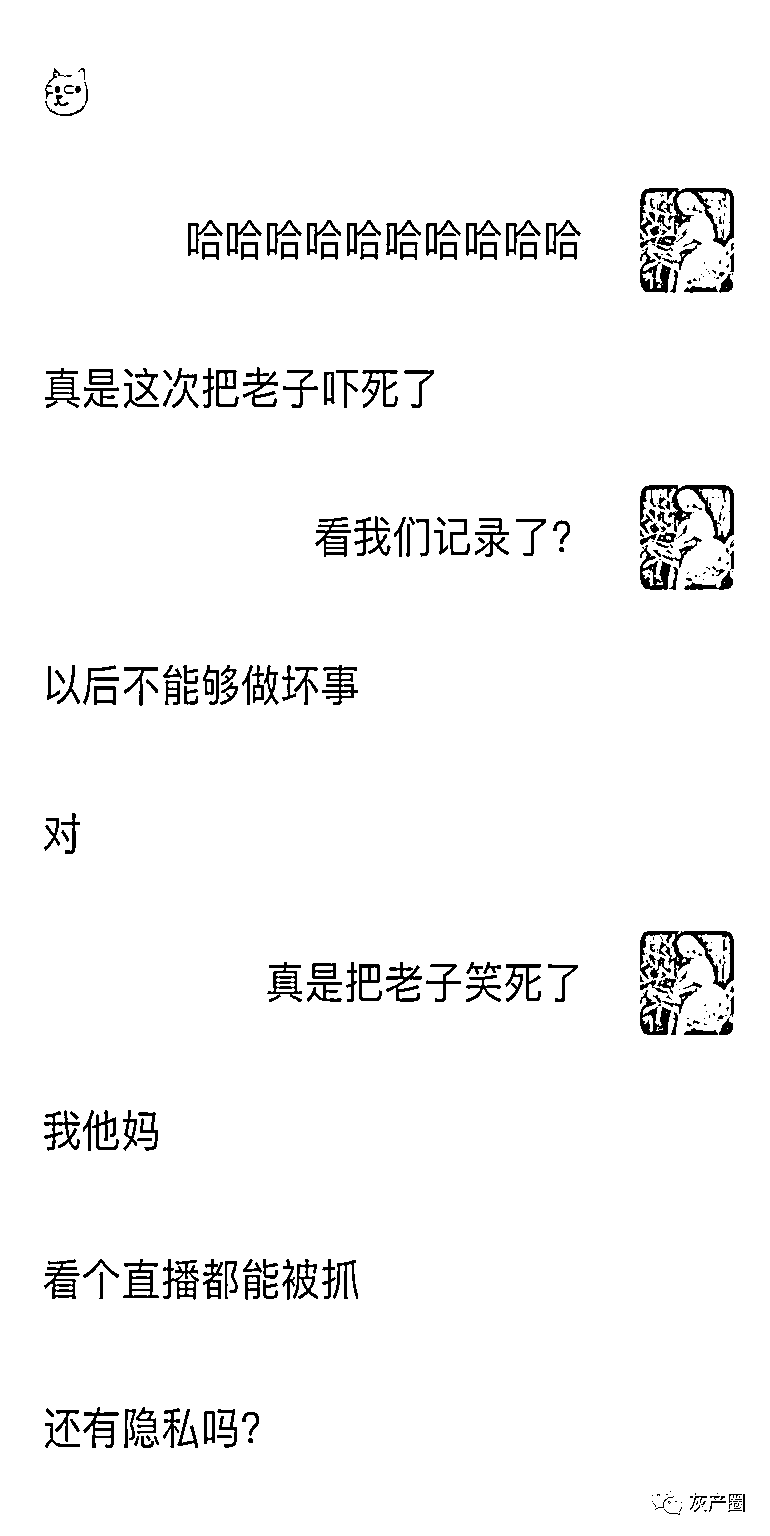 哈哈哈哈哈哈哈哈哈哈
真是这次把老子吓死了
看我们记录了?
以后不能够做坏事
对
真是把老子笑死了
我他妈
看个直播都能被抓
还有隐私吗?
灰产圈